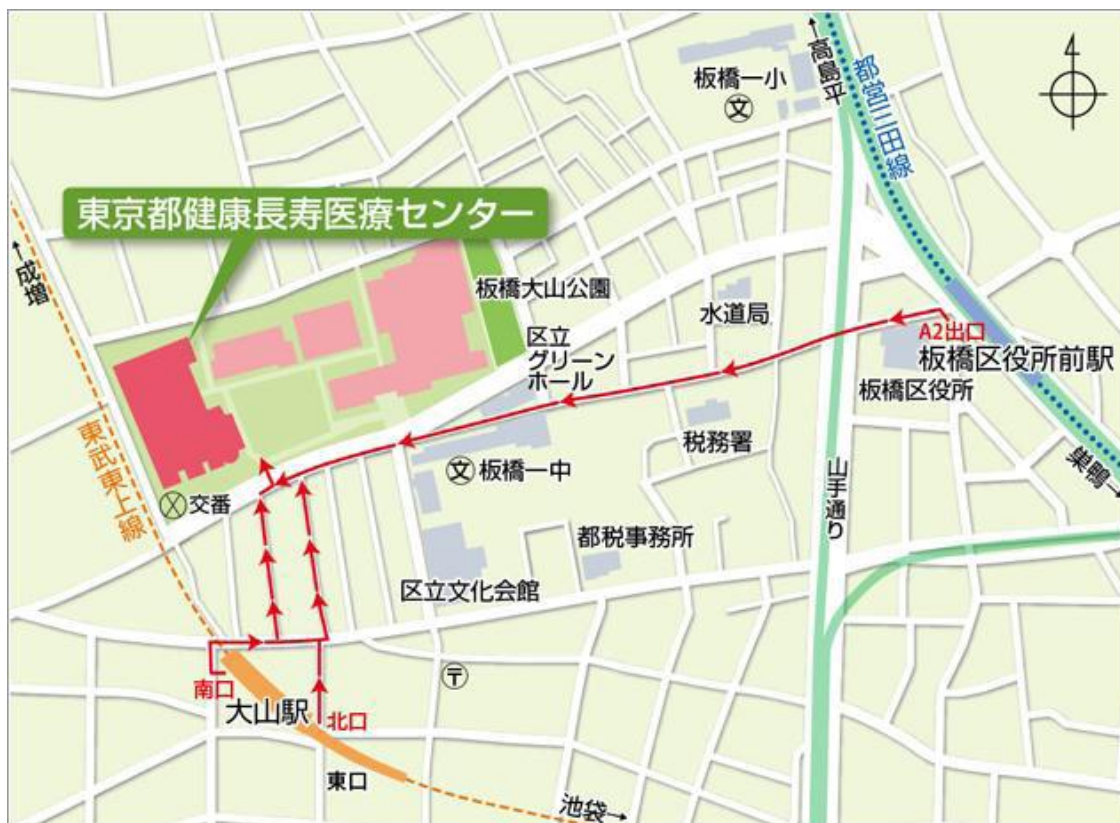 板橋一小
文
←高島平
都営三田線
東京都健康長寿医療センター
←成増
板橋大山公園
区立
グリーン
ホール
水道局
A2出口
板橋区役所前駅
板橋区役所
税務署
文 板橋一中
巣鴨→
東武東上線
交番
山手通り
都税事務所
区立文化会館
〒
南口
大山駅
北口
東口
池袋→